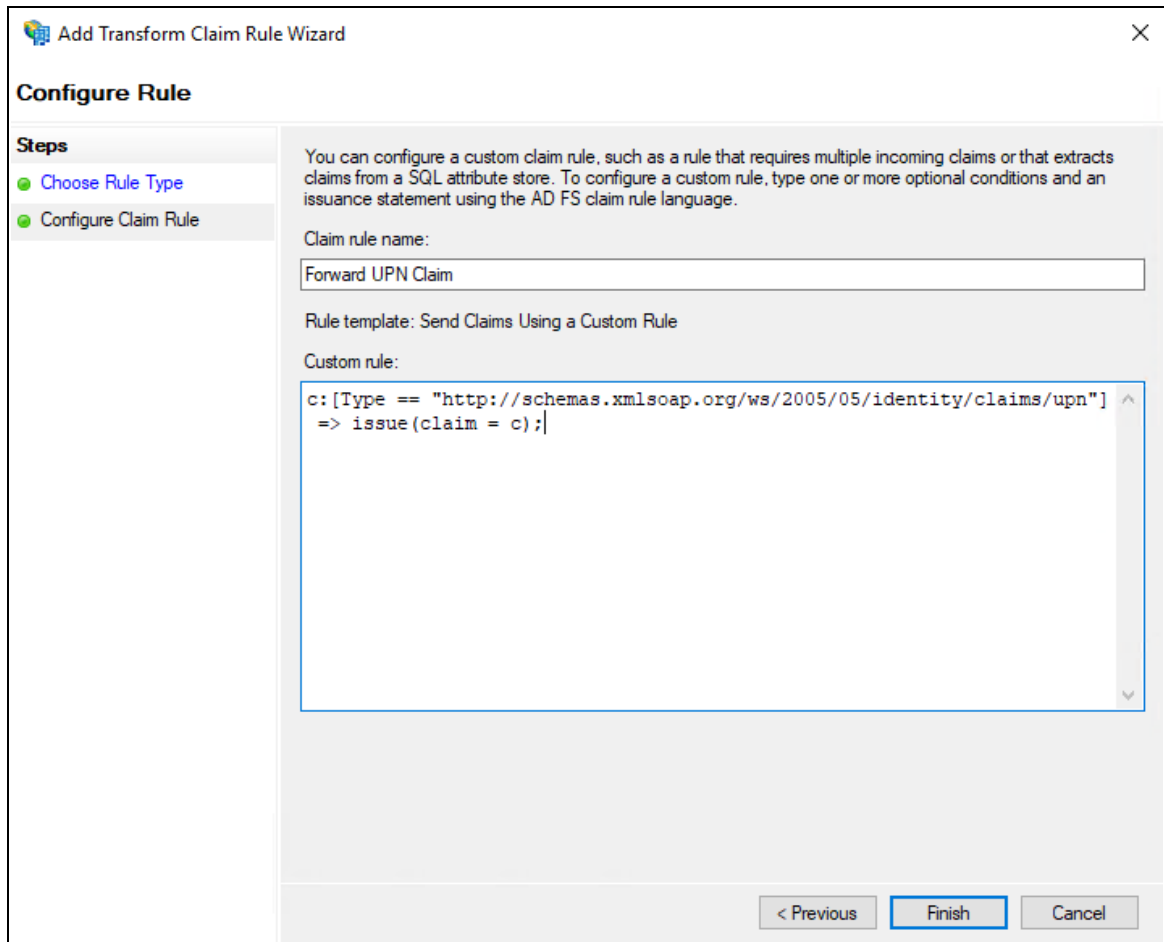 Add Transform Claim Rule Wizard
Configure Rule
Steps
Choose Rule Type
Configure Claim Rule
You can configure a custom claim rule, such as a rule that requires multiple incoming claims or that extracts
claims from a SQL attribute store. To configure a custom rule, type one or more optional conditions and an
issuance statement using the AD FS claim rule language.
Claim rule name:
Forward UPN Claim
Rule template: Send Claims Using a Custom Rule
Custom rule:
c:[Type == "http://schemas.xmlsoap.org/ws/2005/05/identity/claims/upn"]
=> issue(claim = c);
< Previous
Finish
Cancel